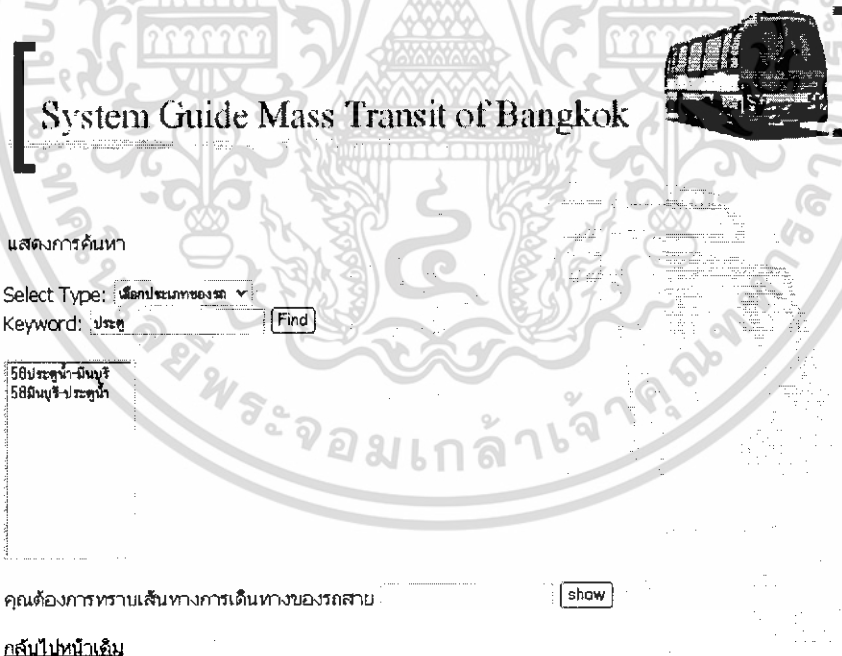 System Guide Mass Transit of Bangkok
แสดงการค้นหา
Select Type: เลือกประเภทของรถ
Keyword: ประตู Find
58ประตูน้ำ-มีนบุรี
58มีนบุรี-ประตูน้ำ
คุณต้องการทราบเส้นทางการเดินทางของรถสาย show
กลับไปหน้าเดิม